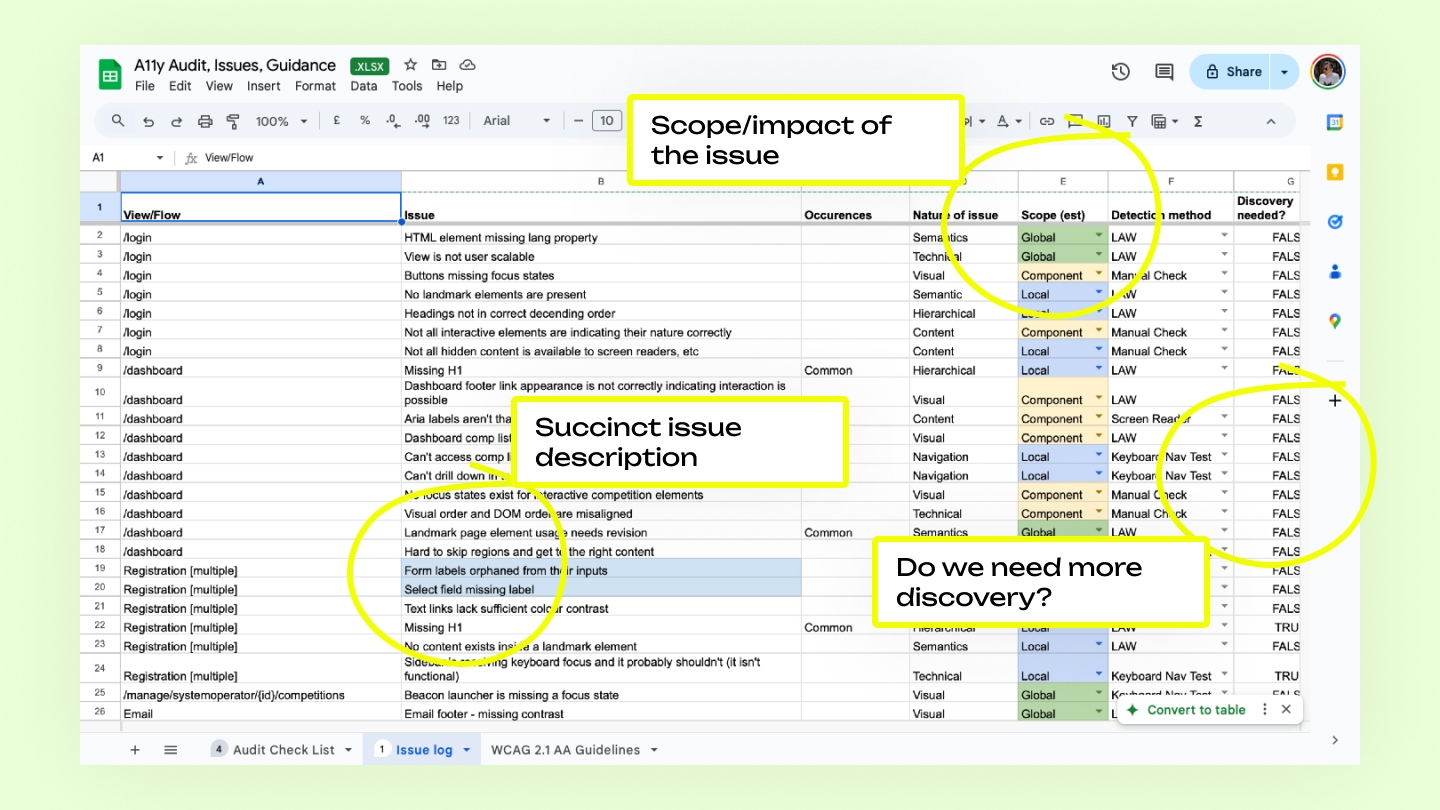 A11y Audit, Issues, Guidance .XLSX
File Edit View Insert Format Data Tools Help
Share
100% £ % .0 .00 123 Arial 10
A1 fx View/Flow
Scope/impact of
the issue
A B E F G
1 View/Flow Issue Occurences Nature of issue Scope (est) Detection method Discovery needed?
2 /login HTML element missing lang property Semantics Global LAW FALS
3 /login View is not user scalable Technical Global LAW FALS
4 /login Buttons missing focus states Visual Component Manual Check FALS
5 /login No landmark elements are present Semantic Local LAW FALS
6 /login Headings not in correct decending order Hierarchical Local LAW FALS
7 /login Not all interactive elements are indicating their nature correctly Content Component Manual Check FALS
8 /login Not all hidden content is available to screen readers, etc Content Local Manual Check FALS
9 /dashboard Missing H1 Common Hierarchical Local LAW FALS
10 /dashboard Dashboard footer link appearance is not correctly indicating interaction is possible Visual Component LAW FALS
11 /dashboard Aria labels aren't Content Component Screen Reader FALS
12 /dashboard Dashboard comp Visual Component LAW FALS
13 /dashboard Can't access comp Navigation Local Keyboard Nav Test FALS
14 /dashboard Can't drill down in Navigation Local Keyboard Nav Test FALS
15 /dashboard No focus states exist for interactive competition elements Visual Component Manual Check FALS
16 /dashboard Visual order and DOM order are misaligned Technical Component Manual Check FALS
17 /dashboard Landmark page element usage needs revision Common Semantics Global LAW FALS
18 /dashboard Hard to skip regions and get to the right content FALS
19 Registration [multiple] Form labels orphaned from their inputs FALS
20 Registration [multiple] Select field missing label FALS
21 Registration [multiple] Text links lack sufficient colour contrast FALS
22 Registration [multiple] Missing H1 Common Hierarchical Local LAW TRU
23 Registration [multiple] No content exists inside a landmark element Semantics Local LAW FALS
24 Registration [multiple] Sidebar is receiving keyboard focus and it probably shouldn't (it isn't functional) Technical Local Keyboard Nav Test TRU
25 /manage/systemoperator/{id}/competitions Beacon launcher is missing a focus state Visual Global Keyboard Nav Test FALS
26 Email Email footer - missing contrast Visual Global
Succinct issue
description
Do we need more
discovery?
Convert to table
4 Audit Check List 1 Issue log WCAG 2.1 AA Guidelines